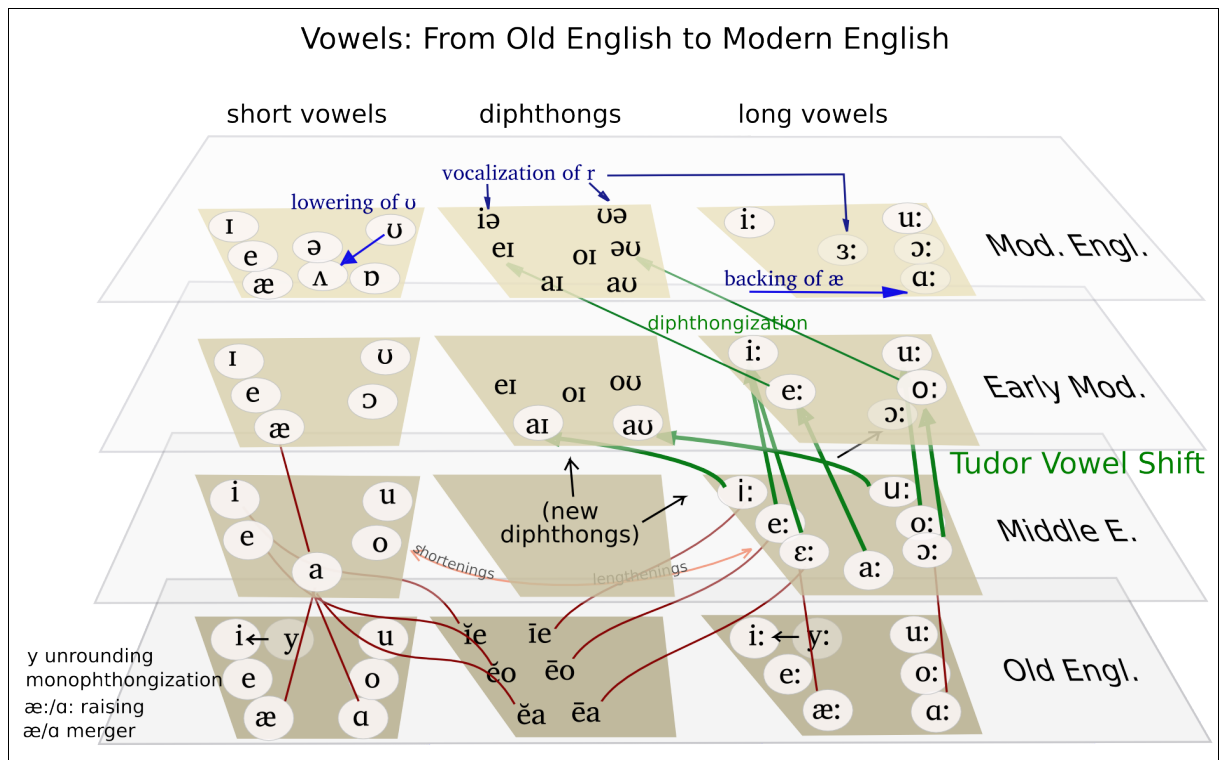 Vowels: From Old English to Modern English
short vowels
diphthongs
long vowels
vocalization of r
lowering of ʊ
ɪ
e
æ
ə
ʌ
ʊ
ɒ
iə
ʊə
eɪ
ɔɪ
əʊ
aɪ
aʊ
i:
u:
ɜ:
ɔ:
ɑ:
backing of æ
Mod. Engl.
diphthongization
ɪ
ʊ
e
ɔ
æ
eɪ
oɪ
oʊ
aɪ
aʊ
i:
u:
e:
o:
ɔ:
Early Mod.
Tudor Vowel Shift
i
u
e
o
a
(new
diphthongs)
shortenings
lengthenings
i:
u:
e:
o:
ɛ:
ɔ:
a:
Middle E.
i ← y
u
e
o
æ
ɑ
ĭe
īe
ĕo
ēo
ĕa
ēa
i: ← y:
u:
e:
o:
æ:
ɑ:
Old Engl.
y unrounding
monophthongization
æ:/ɑ: raising
æ/ɑ merger